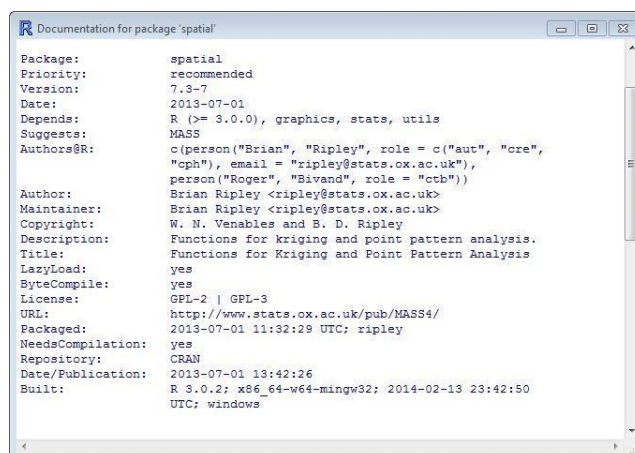 R Documentation for package 'spatial'
Package: spatial
Priority: recommended
Version: 7.3-7
Date: 2013-07-01
Depends: R (>= 3.0.0), graphics, stats, utils
Suggests: MASS
Authors@R: c(person("Brian", "Ripley", role = c("aut", "cre",
"cph"), email = "ripley@stats.ox.ac.uk"),
person("Roger", "Bivand", role = "ctb"))
Author: Brian Ripley <ripley@stats.ox.ac.uk>
Maintainer: Brian Ripley <ripley@stats.ox.ac.uk>
Copyright: W. N. Venables and B. D. Ripley
Description: Functions for kriging and point pattern analysis.
Title: Functions for Kriging and Point Pattern Analysis
LazyLoad: yes
ByteCompile: yes
License: GPL-2 | GPL-3
URL: http://www.stats.ox.ac.uk/pub/MASS4/
Packaged: 2013-07-01 11:32:29 UTC; ripley
NeedsCompilation: yes
Repository: CRAN
Date/Publication: 2013-07-01 13:42:26
Built: R 3.0.2; x86_64-w64-mingw32; 2014-02-13 23:42:50
UTC; windows